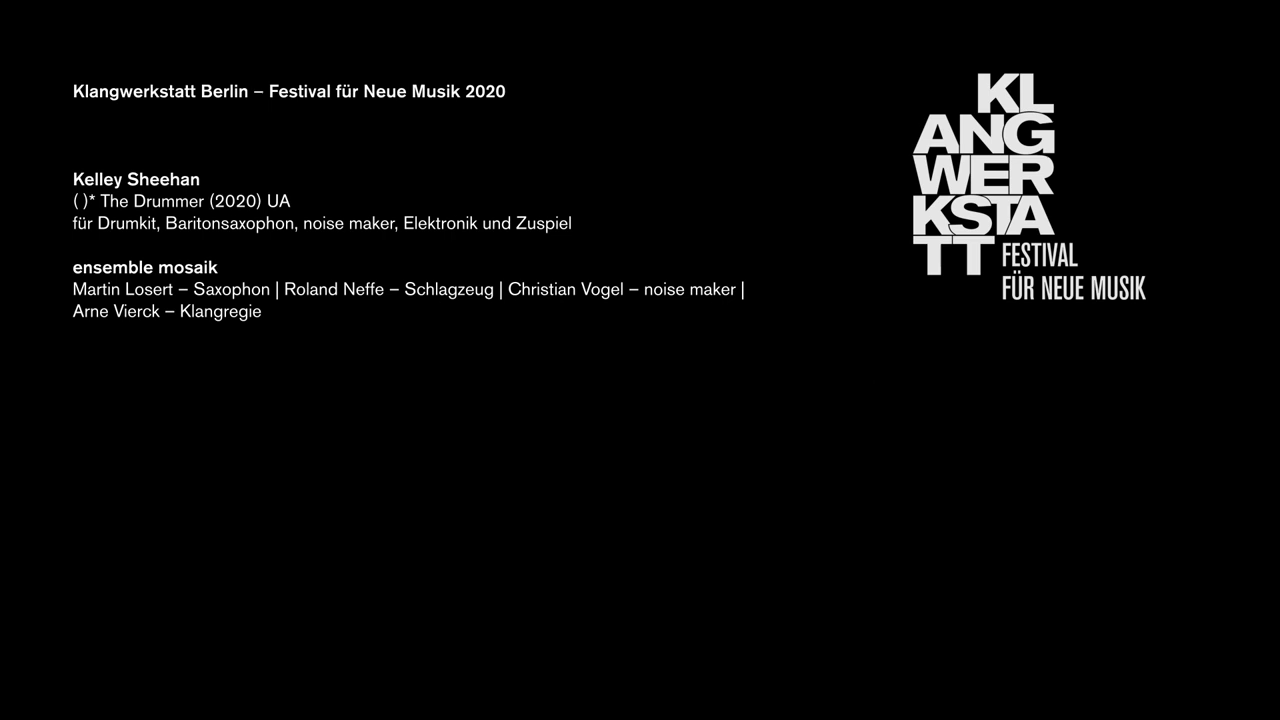 Klangwerkstatt Berlin – Festival für Neue Musik 2020
Kelley Sheehan
( )* The Drummer (2020) UA
für Drumkit, Baritonsaxophon, noise maker, Elektronik und Zuspiel
ensemble mosaik
Martin Losert – Saxophon | Roland Neffe – Schlagzeug | Christian Vogel – noise maker |
Arne Vierck – Klangregie
KL
ANG
WER
KSTA
TT
FESTIVAL
FÜR NEUE MUSIK